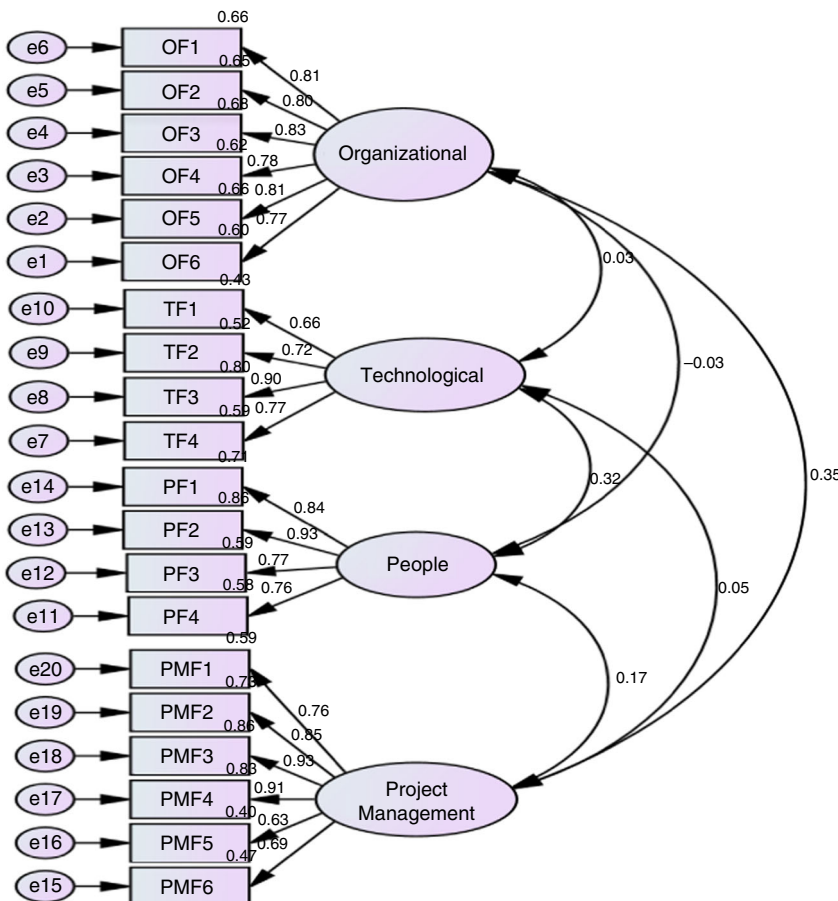 0.66
e6
OF1
0.81
0.65
e5
OF2
0.80
0.68
e4
OF3
0.83
0.62
Organizational
e3
OF4
0.78
0.66
e2
OF5
0.81
0.60
e1
OF6
0.77
0.43
0.03
e10
TF1
0.66
0.52
e9
TF2
0.72
0.80
–0.03
Technological
e8
TF3
0.90
0.59
e7
TF4
0.77
0.71
0.32
0.35
e14
PF1
0.84
0.86
e13
PF2
0.93
0.59
People
e12
PF3
0.77
0.58
0.05
e11
PF4
0.76
0.59
0.17
e20
PMF1
0.76
e19
PMF2
0.85
0.86
e18
PMF3
0.93
0.83
Project
Management
e17
PMF4
0.91
0.40
e16
PMF5
0.63
0.47
e15
PMF6
0.69